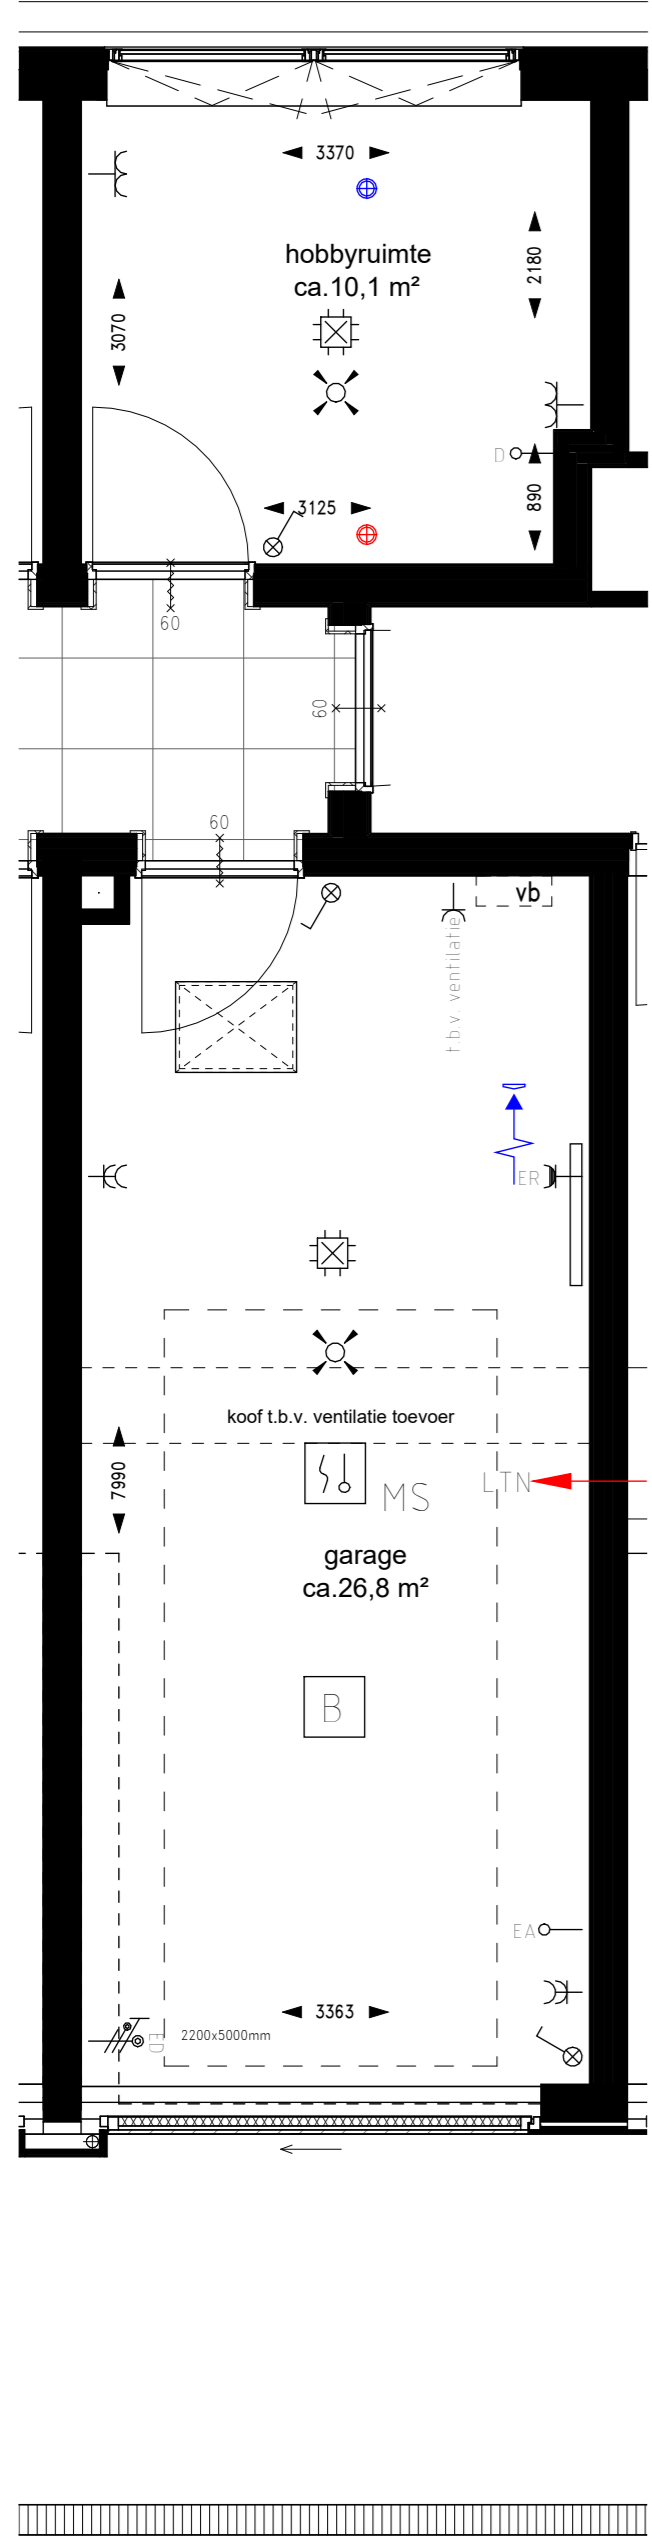 3370
hobbyruimte
ca.10,1 m²
2180
3070
D
890
3125
60
60
60
vb
t.b.v. ventilatie
ER
koof t.b.v. ventilatie toevoer
7990
MS
LTN
garage
ca.26,8 m²
B
EA
3363
2200x5000mm
ED